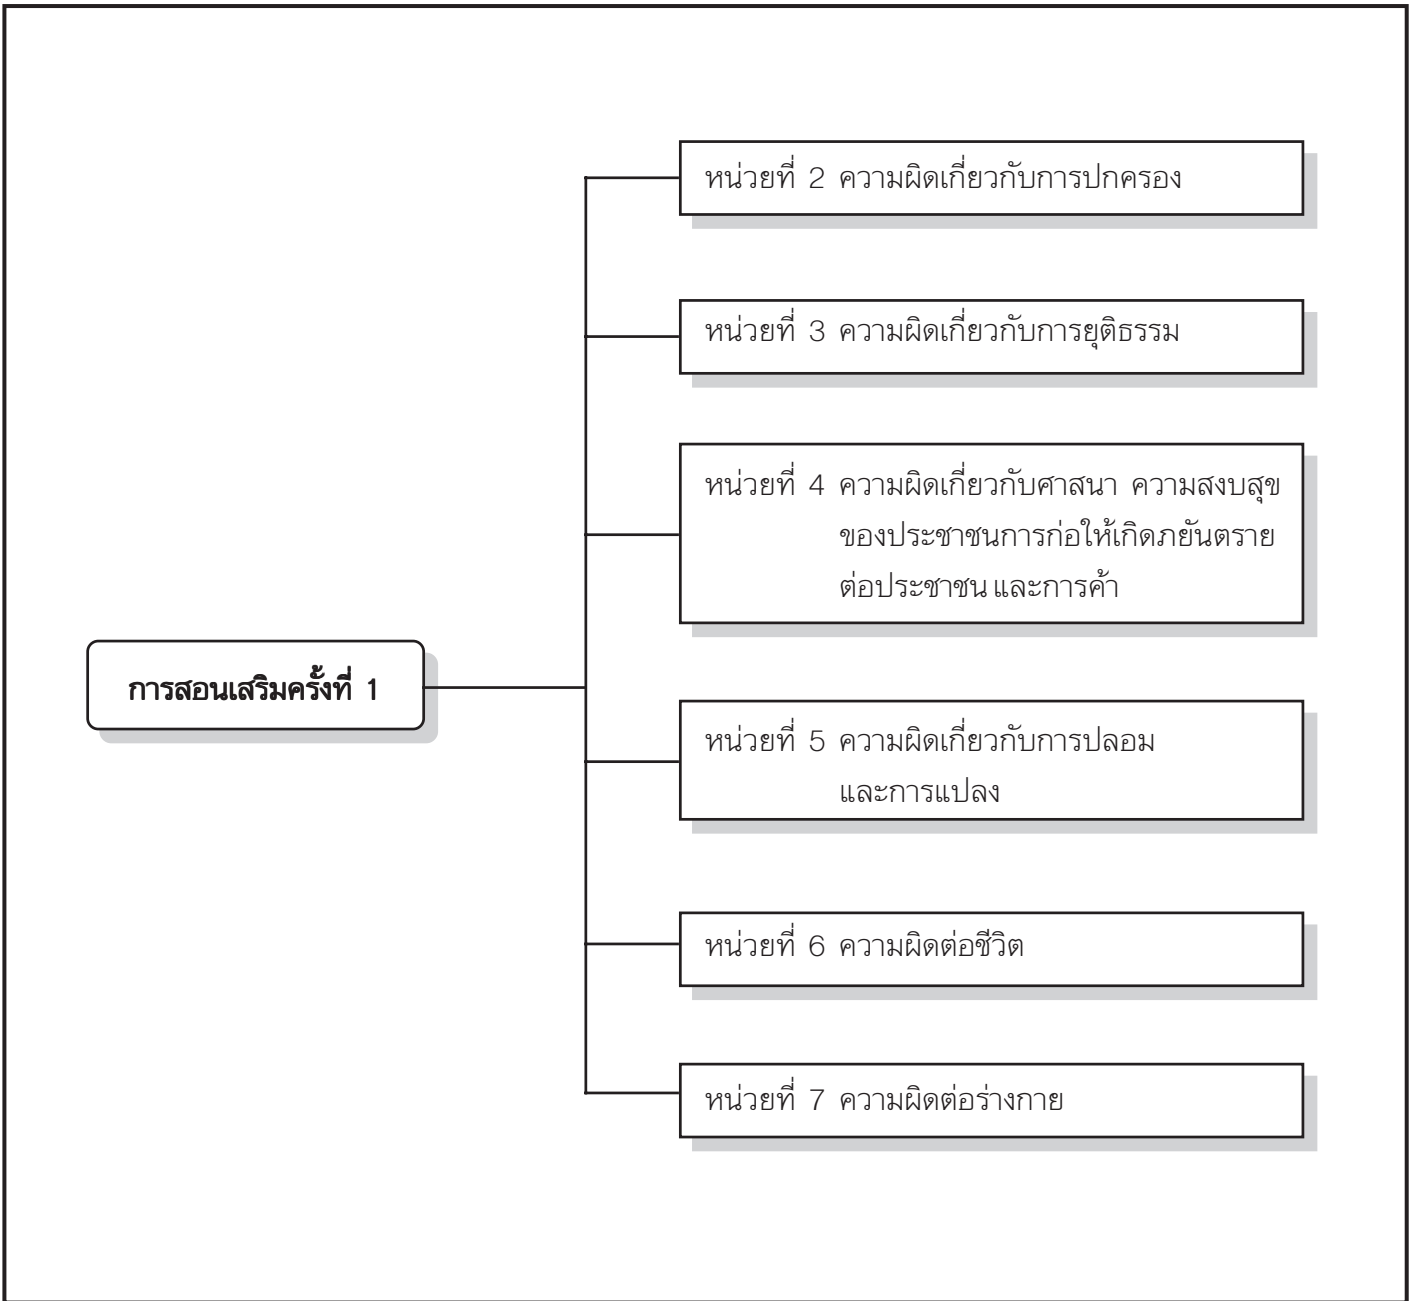 หน่วยที่ 2 ความผิดเกี่ยวกับการปกครอง
หน่วยที่ 3 ความผิดเกี่ยวกับการยุติธรรม
หน่วยที่ 4 ความผิดเกี่ยวกับศาสนา ความสงบสุข
ของประชาชนการก่อให้เกิดภยันตราย
ต่อประชาชน และการค้า
การสอนเสริมครั้งที่ 1
หน่วยที่ 5 ความผิดเกี่ยวกับการปลอม
และการแปลง
หน่วยที่ 6 ความผิดต่อชีวิต
หน่วยที่ 7 ความผิดต่อร่างกาย